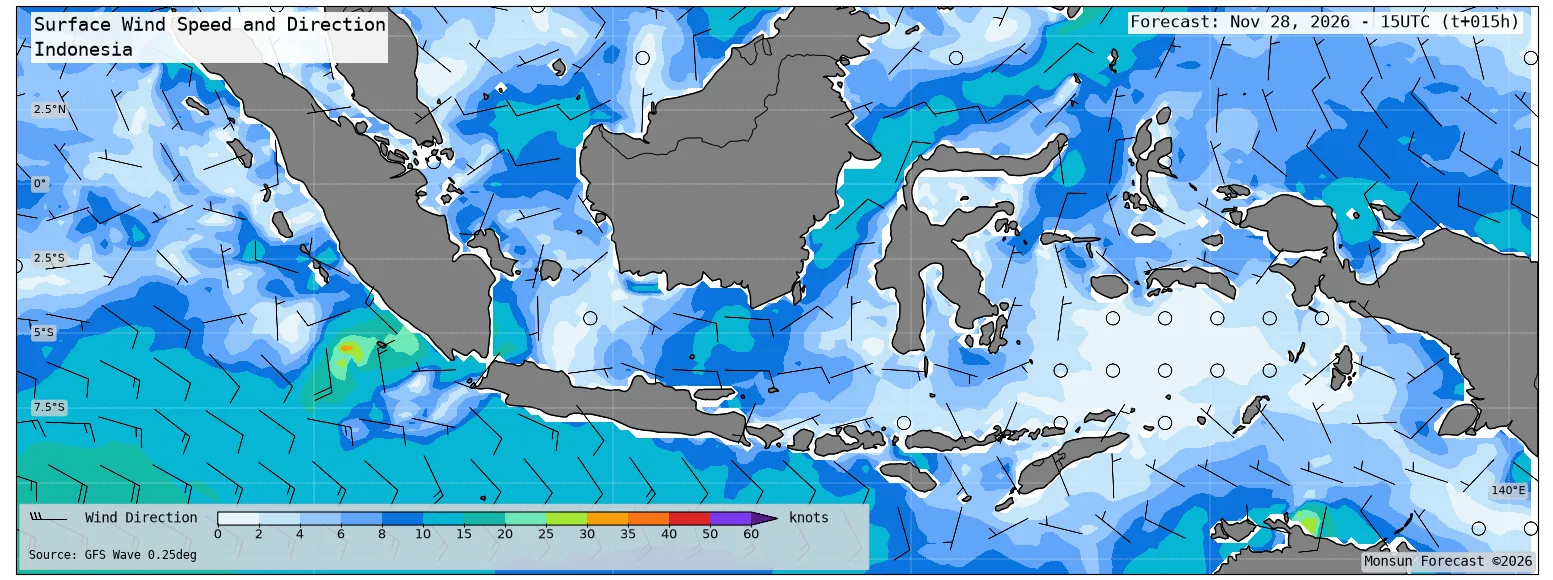 Surface Wind Speed and Direction
Indonesia
Forecast: Nov 28, 2026 - 15UTC (t+015h)
2.5°N
0°
2.5°S
5°S
7.5°S
140°E
Wind Direction
0 2 4 6 8 10 15 20 25 30 35 40 50 60
knots
Source: GFS Wave 0.25deg
Monsun Forecast ©2026